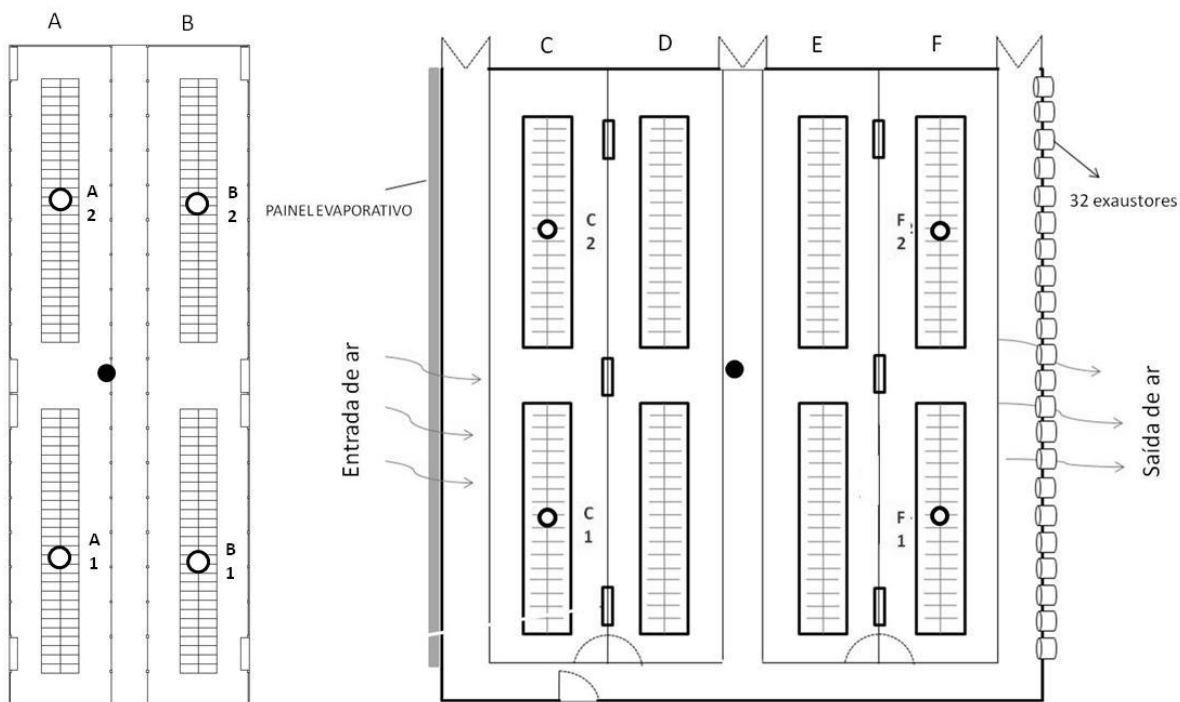 A
B
A
2
B
2
A
1
B
1
C
D
E
F
PAINEL EVAPORATIVO
32 exaustores
C
2
F
2
Entrada de ar
Saída de ar
C
1
F
1